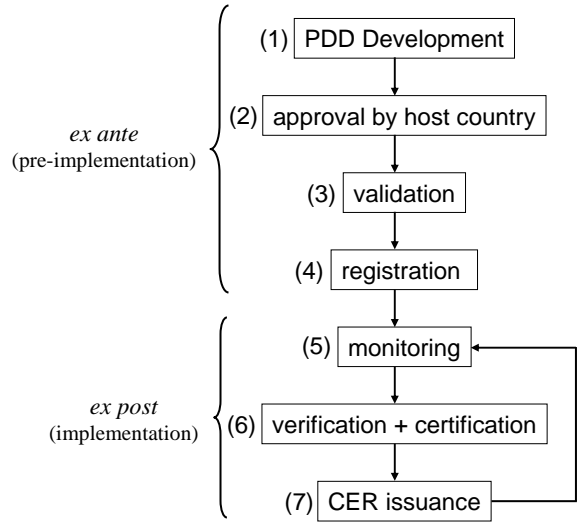 (1) PDD Development
(2) approval by host country
ex ante
(pre-implementation)
(3) validation
(4) registration
(5) monitoring
ex post
(implementation)
(6) verification + certification
(7) CER issuance